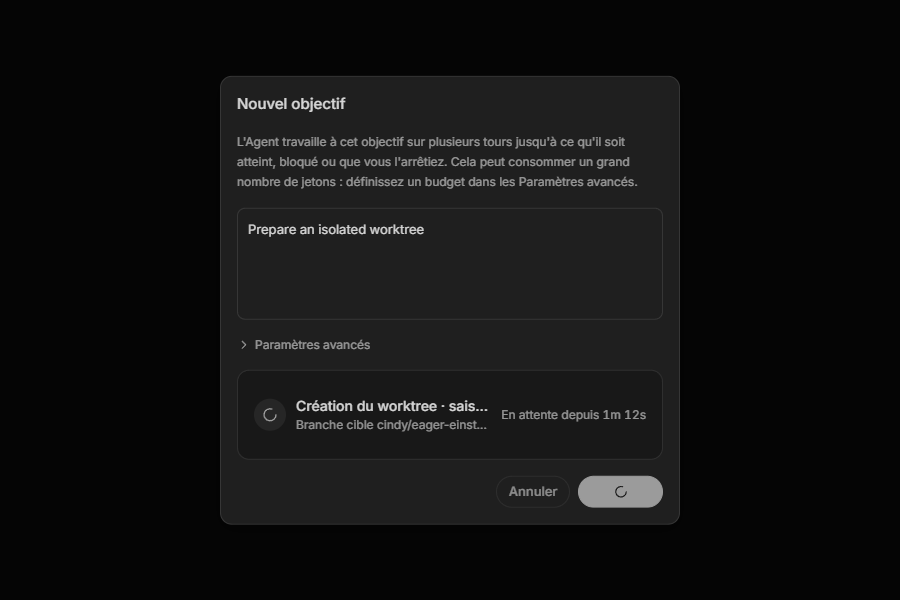 Nouvel objectif
L'Agent travaille à cet objectif sur plusieurs tours jusqu'à ce qu'il soit
atteint, bloqué ou que vous l'arrêtiez. Cela peut consommer un grand
nombre de jetons : définissez un budget dans les Paramètres avancés.
Prepare an isolated worktree
Paramètres avancés
Création du worktree · sais...
Branche cible cindy/eager-einst...
En attente depuis 1m 12s
Annuler